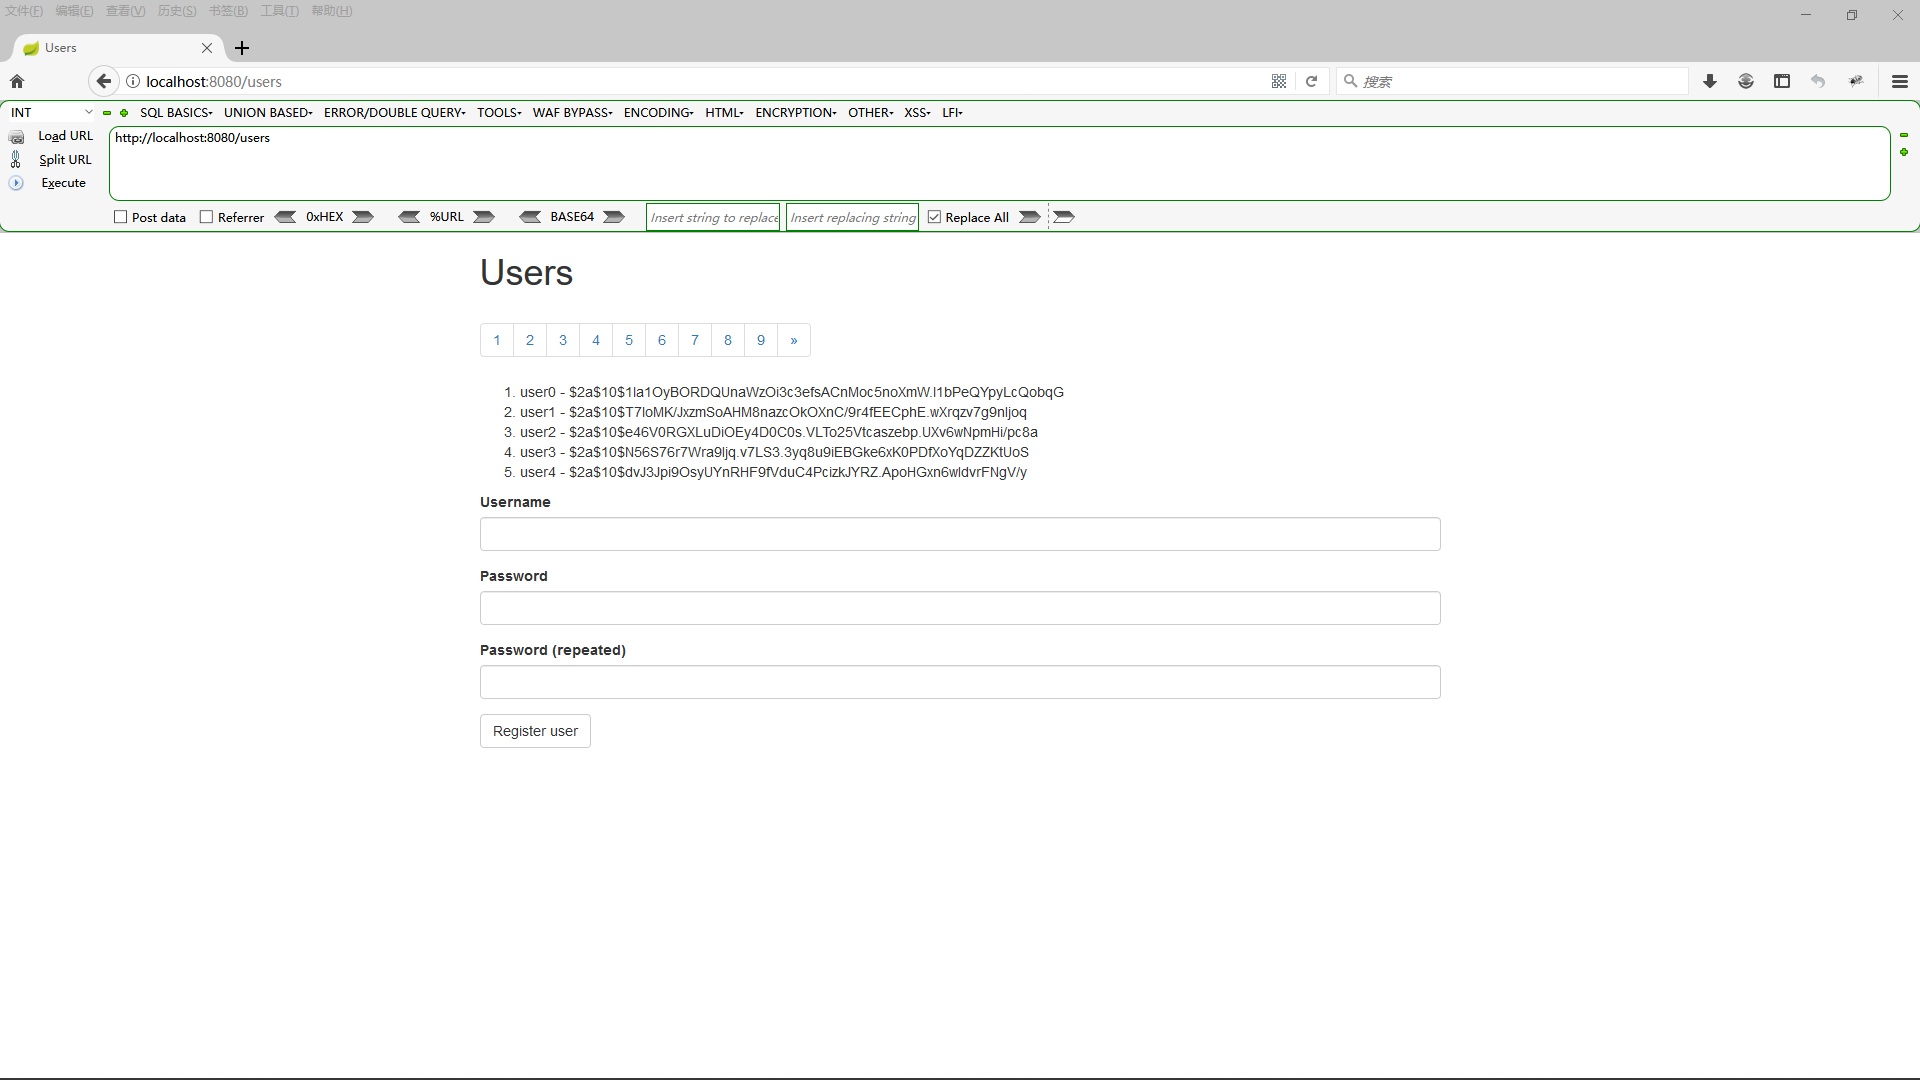 文件(F) 编辑(E) 查看(V) 历史(S) 书签(B) 工具(T) 帮助(H)
Users
localhost:8080/users
搜索
INT SQL BASICS UNION BASED ERROR/DOUBLE QUERY TOOLS WAF BYPASS ENCODING HTML ENCRYPTION OTHER XSS LFI
Load URL
http://localhost:8080/users
Split URL
Execute
Post data Referrer 0xHEX %URL BASE64 Insert string to replace Insert replacing string Replace All
Users
1 2 3 4 5 6 7 8 9 »
1. user0 - $2a$10$1la1OyBORDQUnaWzOi3c3efsACnMoc5noXmW.l1bPeQYpyLcQobqG
2. user1 - $2a$10$T7loMK/JxzmSoAHM8nazcOkOXnC/9r4fEECphE.wXrqzv7g9nljoq
3. user2 - $2a$10$e46V0RGXLuDiOEy4D0C0s.VLTo25Vtcaszebp.UXv6wNpmHi/pc8a
4. user3 - $2a$10$N56S76r7Wra9ljq.v7LS3.3yq8u9iEBGke6xK0PDfXoYqDZZKtUoS
5. user4 - $2a$10$dvJ3Jpi9OsyUYnRHF9fVduC4PcizkJYRZ.ApoHGxn6wldvrFNgV/y
Username
Password
Password (repeated)
Register user